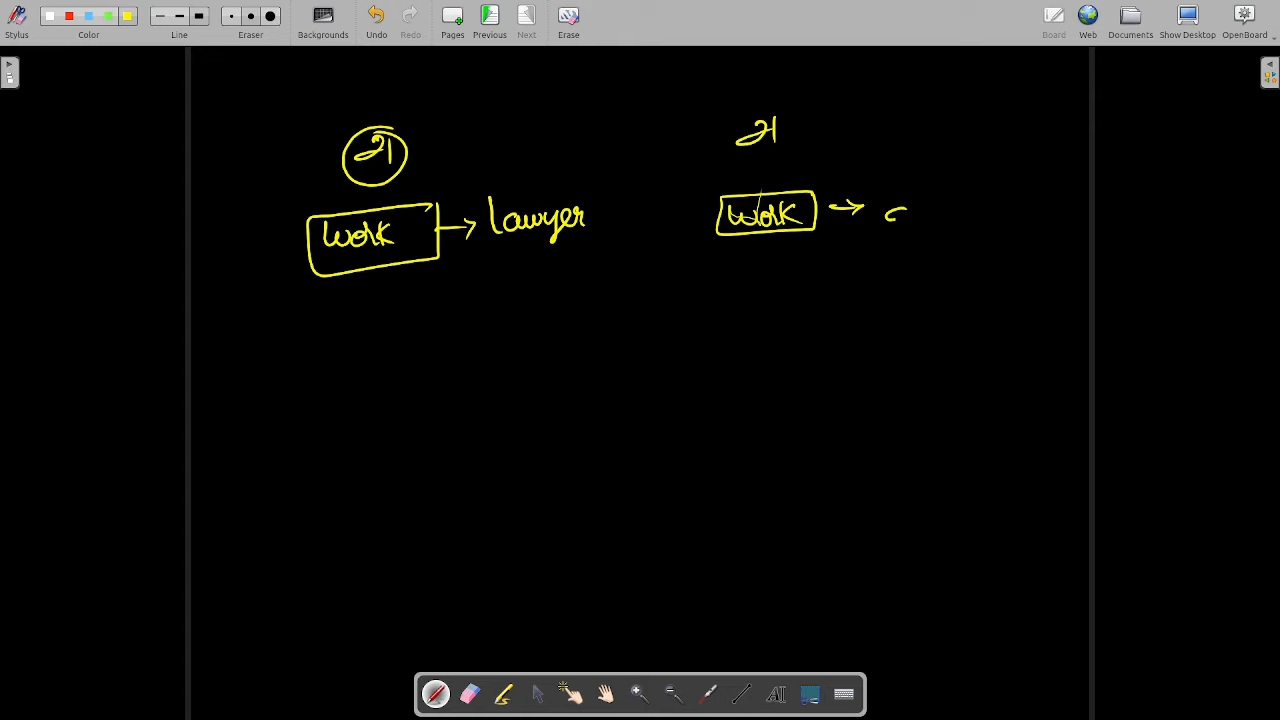 Stylus Color Line Eraser Backgrounds Undo Redo Pages Previous Next Erase Board Web Documents Show Desktop OpenBoard
அ அ
work → lawyer work →